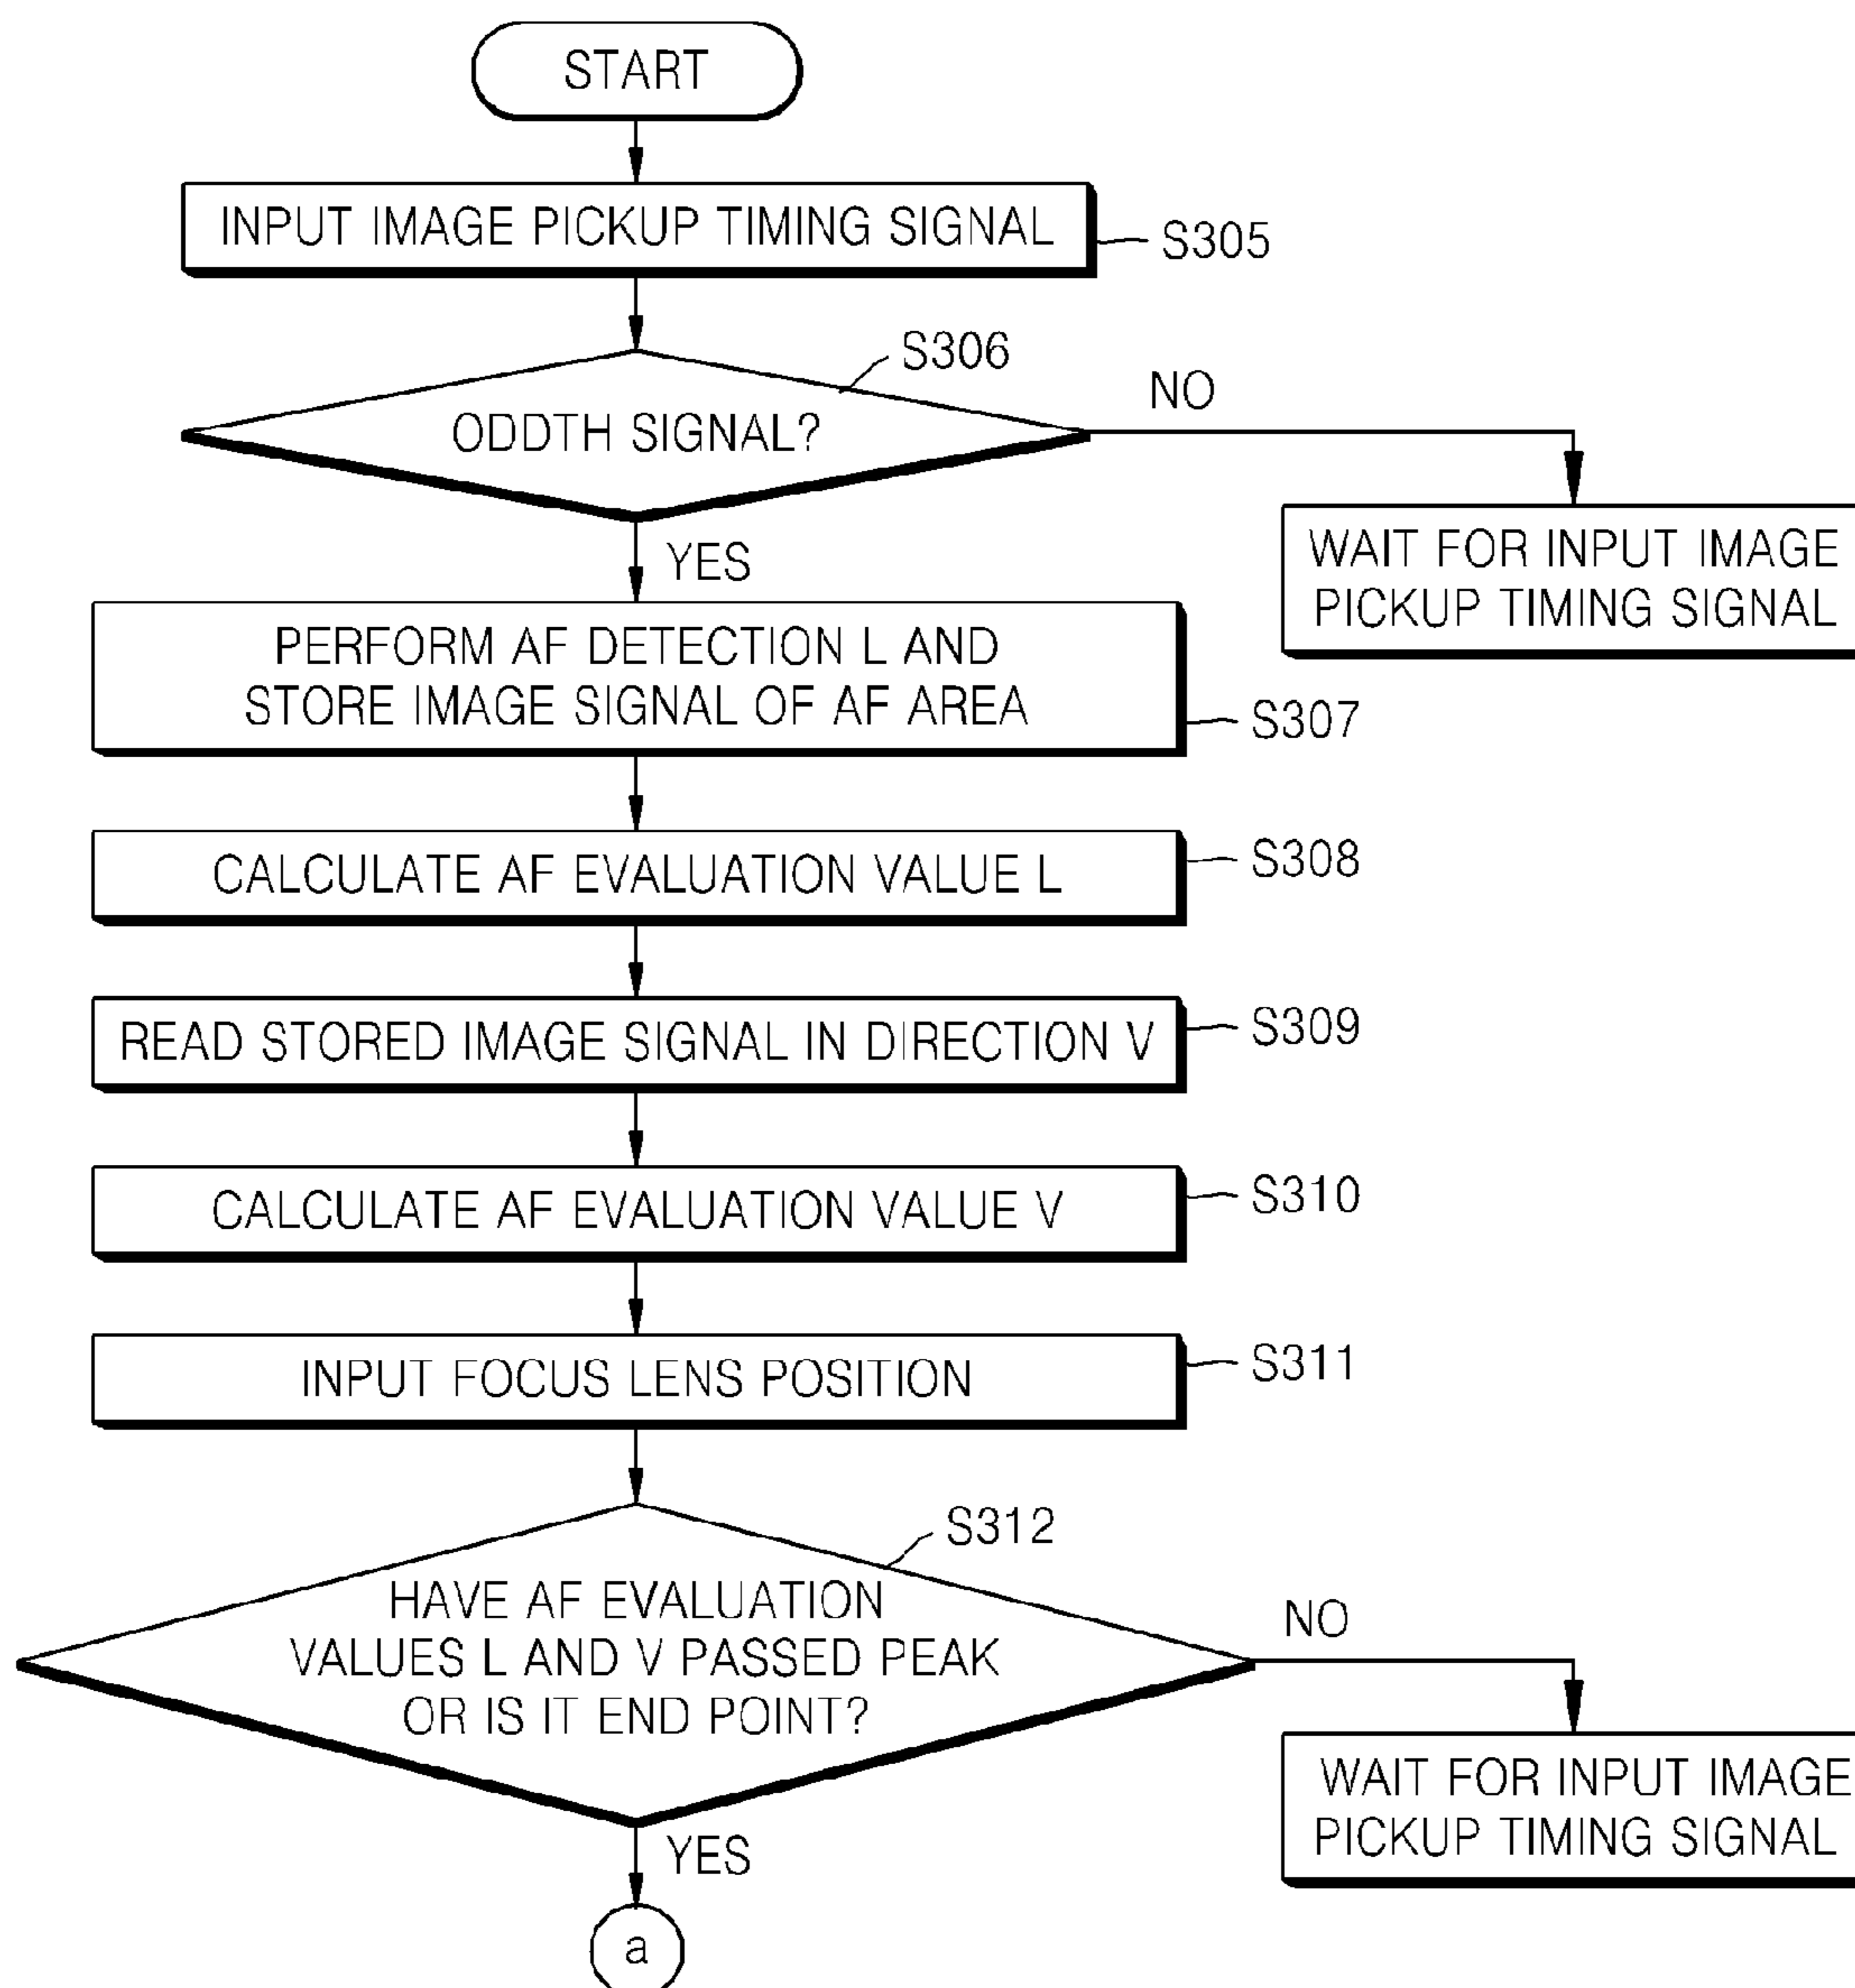 START
INPUT IMAGE PICKUP TIMING SIGNAL
S305
S306
ODDTH SIGNAL?
NO
WAIT FOR INPUT IMAGE
PICKUP TIMING SIGNAL
YES
PERFORM AF DETECTION L AND
STORE IMAGE SIGNAL OF AF AREA
S307
CALCULATE AF EVALUATION VALUE L
S308
READ STORED IMAGE SIGNAL IN DIRECTION V
S309
CALCULATE AF EVALUATION VALUE V
S310
INPUT FOCUS LENS POSITION
S311
S312
HAVE AF EVALUATION
VALUES L AND V PASSED PEAK
OR IS IT END POINT?
NO
WAIT FOR INPUT IMAGE
PICKUP TIMING SIGNAL
YES
a